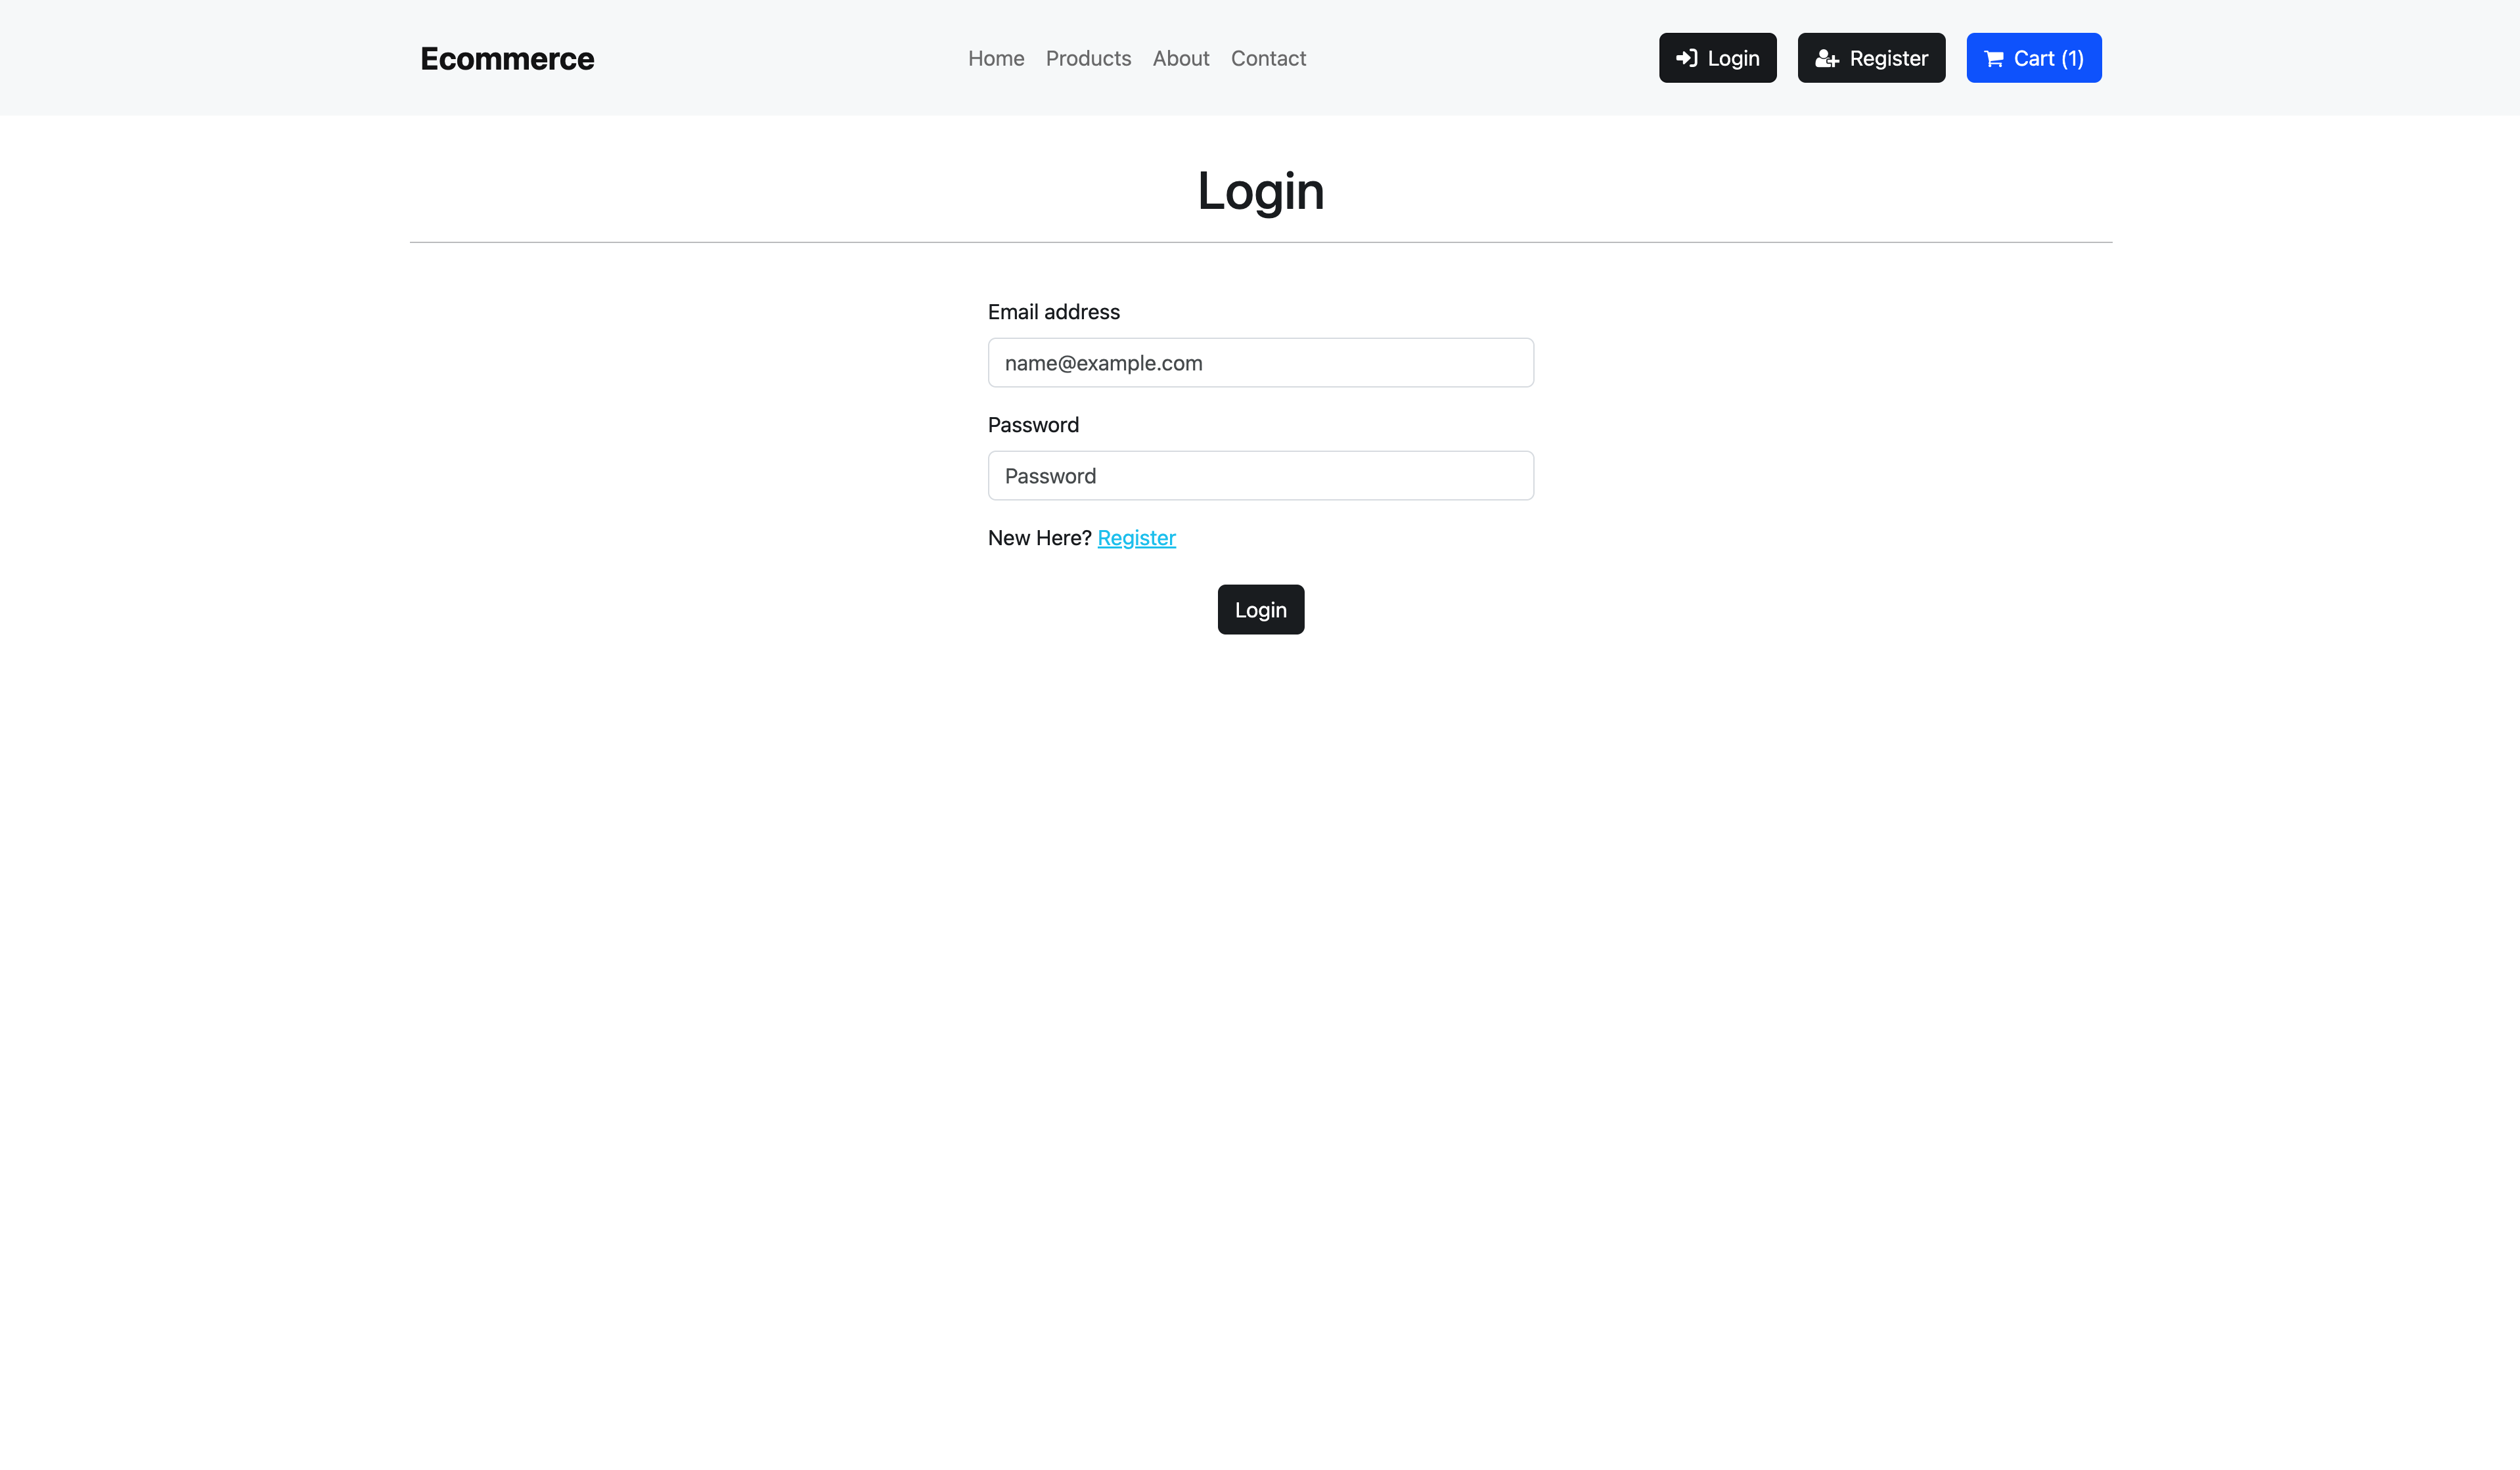 Ecommerce
Home Products About Contact
Login Register Cart (1)
Login
Email address
name@example.com
Password
Password
New Here? Register
Login